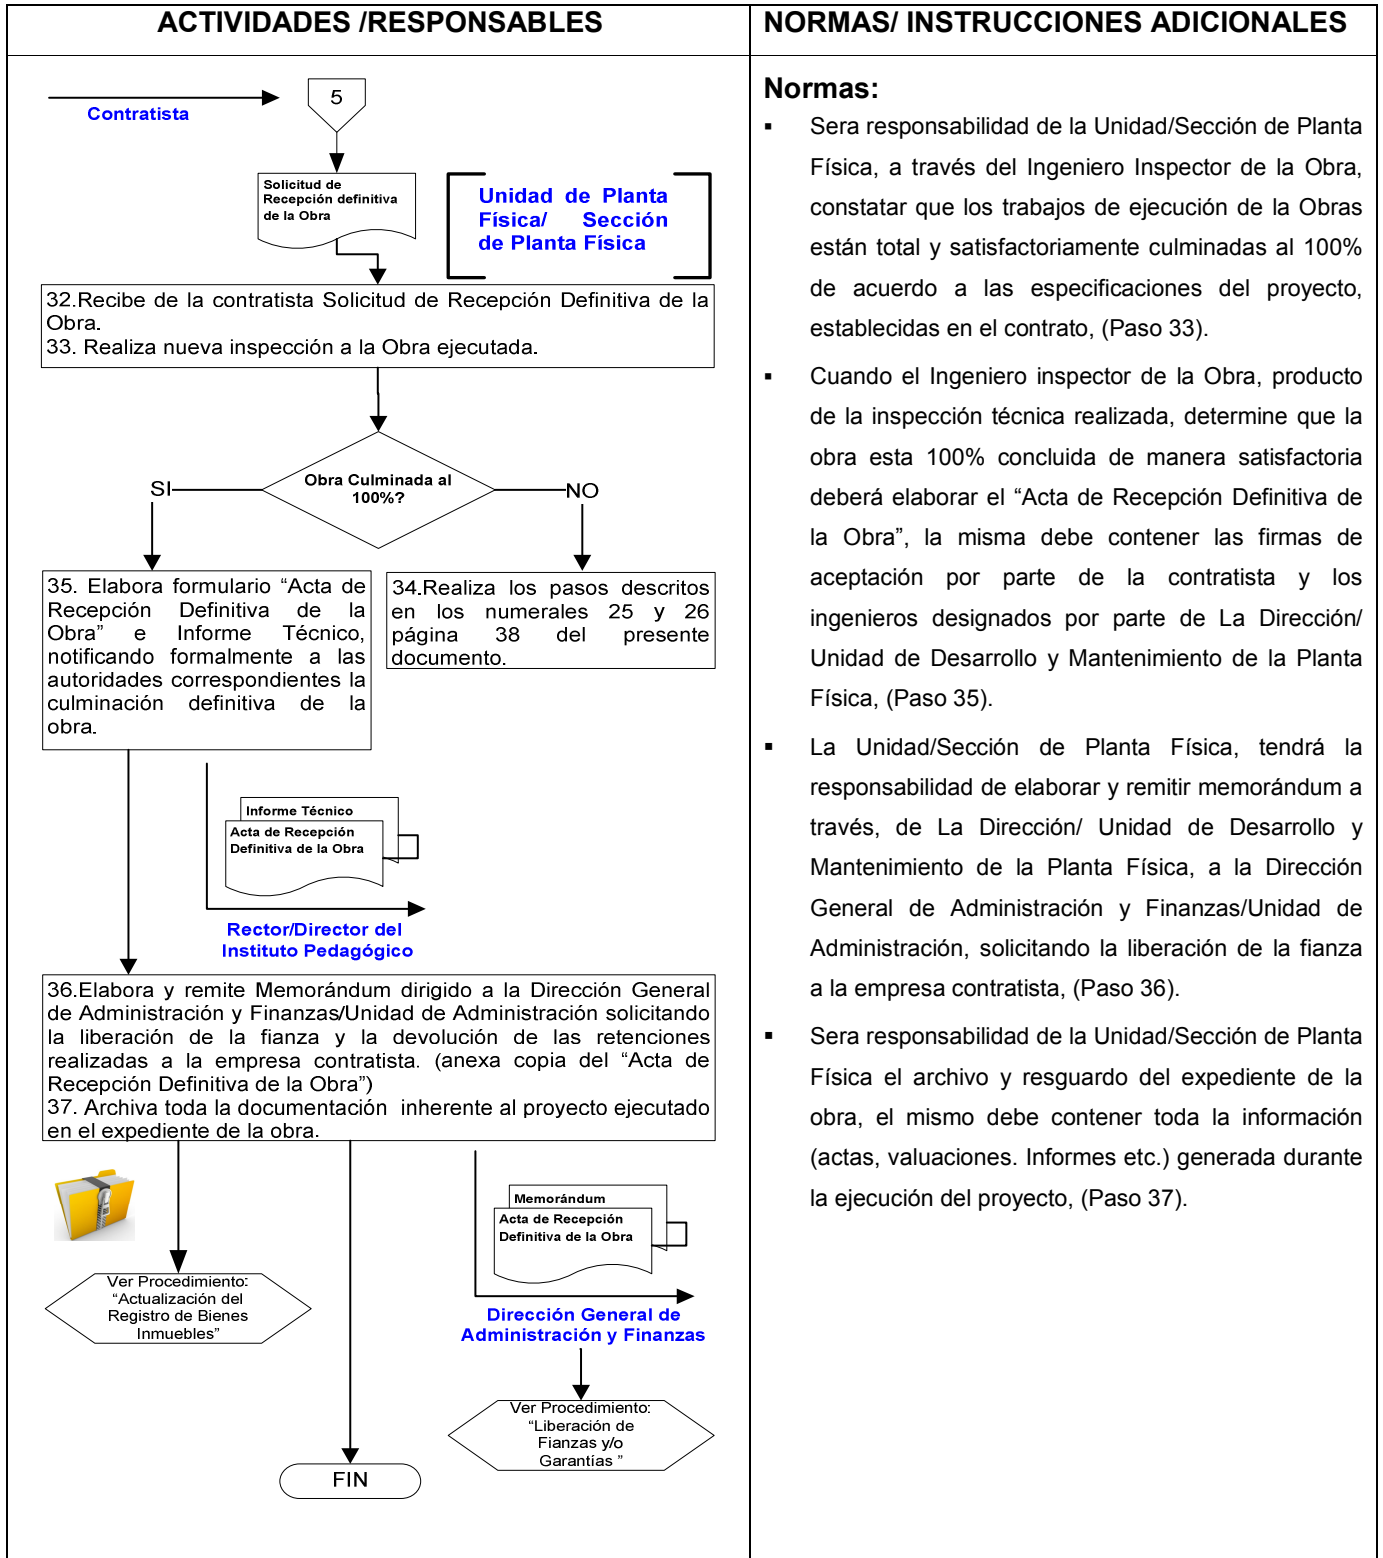 ACTIVIDADES /RESPONSABLES
NORMAS/ INSTRUCCIONES ADICIONALES
Contratista
5
Solicitud de
Recepción definitiva
de la Obra
Unidad de Planta
Física/ Sección
de Planta Física
32.Recibe de la contratista Solicitud de Recepción Definitiva de la
Obra.
33. Realiza nueva inspección a la Obra ejecutada.
Obra Culminada al
100%?
SI
NO
35. Elabora formulario “Acta de
Recepción Definitiva de la
Obra” e Informe Técnico,
notificando formalmente a las
autoridades correspondientes la
culminación definitiva de la
obra.
34.Realiza los pasos descritos
en los numerales 25 y 26
página 38 del presente
documento.
Informe Técnico
Acta de Recepción
Definitiva de la Obra
Rector/Director del
Instituto Pedagógico
36.Elabora y remite Memorándum dirigido a la Dirección General
de Administración y Finanzas/Unidad de Administración solicitando
la liberación de la fianza y la devolución de las retenciones
realizadas a la empresa contratista. (anexa copia del “Acta de
Recepción Definitiva de la Obra”)
37. Archiva toda la documentación inherente al proyecto ejecutado
en el expediente de la obra.
Memorándum
Acta de Recepción
Definitiva de la Obra
Ver Procedimiento:
“Actualización del
Registro de Bienes
Inmuebles”
Dirección General de
Administración y Finanzas
Ver Procedimiento:
“Liberación de
Fianzas y/o
Garantías ”
FIN
Normas:
▪ Sera responsabilidad de la Unidad/Sección de Planta
Física, a través del Ingeniero Inspector de la Obra,
constatar que los trabajos de ejecución de la Obras
están total y satisfactoriamente culminadas al 100%
de acuerdo a las especificaciones del proyecto,
establecidas en el contrato, (Paso 33).
▪ Cuando el Ingeniero inspector de la Obra, producto
de la inspección técnica realizada, determine que la
obra esta 100% concluida de manera satisfactoria
deberá elaborar el “Acta de Recepción Definitiva de
la Obra”, la misma debe contener las firmas de
aceptación por parte de la contratista y los
ingenieros designados por parte de La Dirección/
Unidad de Desarrollo y Mantenimiento de la Planta
Física, (Paso 35).
▪ La Unidad/Sección de Planta Física, tendrá la
responsabilidad de elaborar y remitir memorándum a
través, de La Dirección/ Unidad de Desarrollo y
Mantenimiento de la Planta Física, a la Dirección
General de Administración y Finanzas/Unidad de
Administración, solicitando la liberación de la fianza
a la empresa contratista, (Paso 36).
▪ Sera responsabilidad de la Unidad/Sección de Planta
Física el archivo y resguardo del expediente de la
obra, el mismo debe contener toda la información
(actas, valuaciones. Informes etc.) generada durante
la ejecución del proyecto, (Paso 37).